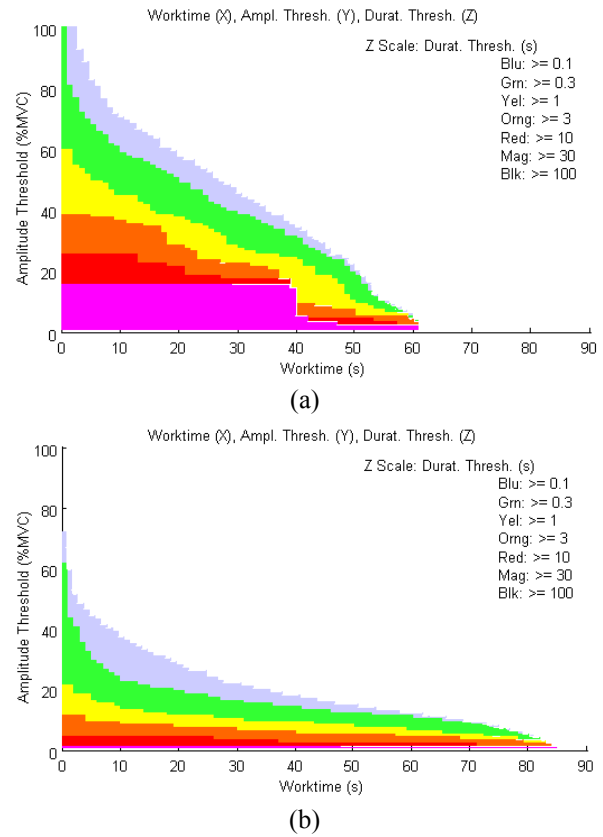 Worktime (X), Ampl. Thresh. (Y), Durat. Thresh. (Z)
Z Scale: Durat. Thresh. (s)
Blu: >= 0.1
Grn: >= 0.3
Yel: >= 1
Orng: >= 3
Red: >= 10
Mag: >= 30
Blk: >= 100
Amplitude Threshold (%MVC)
100
80
60
40
20
0
0 10 20 30 40 50 60 70 80 90
Worktime (s)
(a)
Worktime (X), Ampl. Thresh. (Y), Durat. Thresh. (Z)
Z Scale: Durat. Thresh. (s)
Blu: >= 0.1
Grn: >= 0.3
Yel: >= 1
Orng: >= 3
Red: >= 10
Mag: >= 30
Blk: >= 100
Amplitude Threshold (%MVC)
100
80
60
40
20
0
0 10 20 30 40 50 60 70 80 90
Worktime (s)
(b)